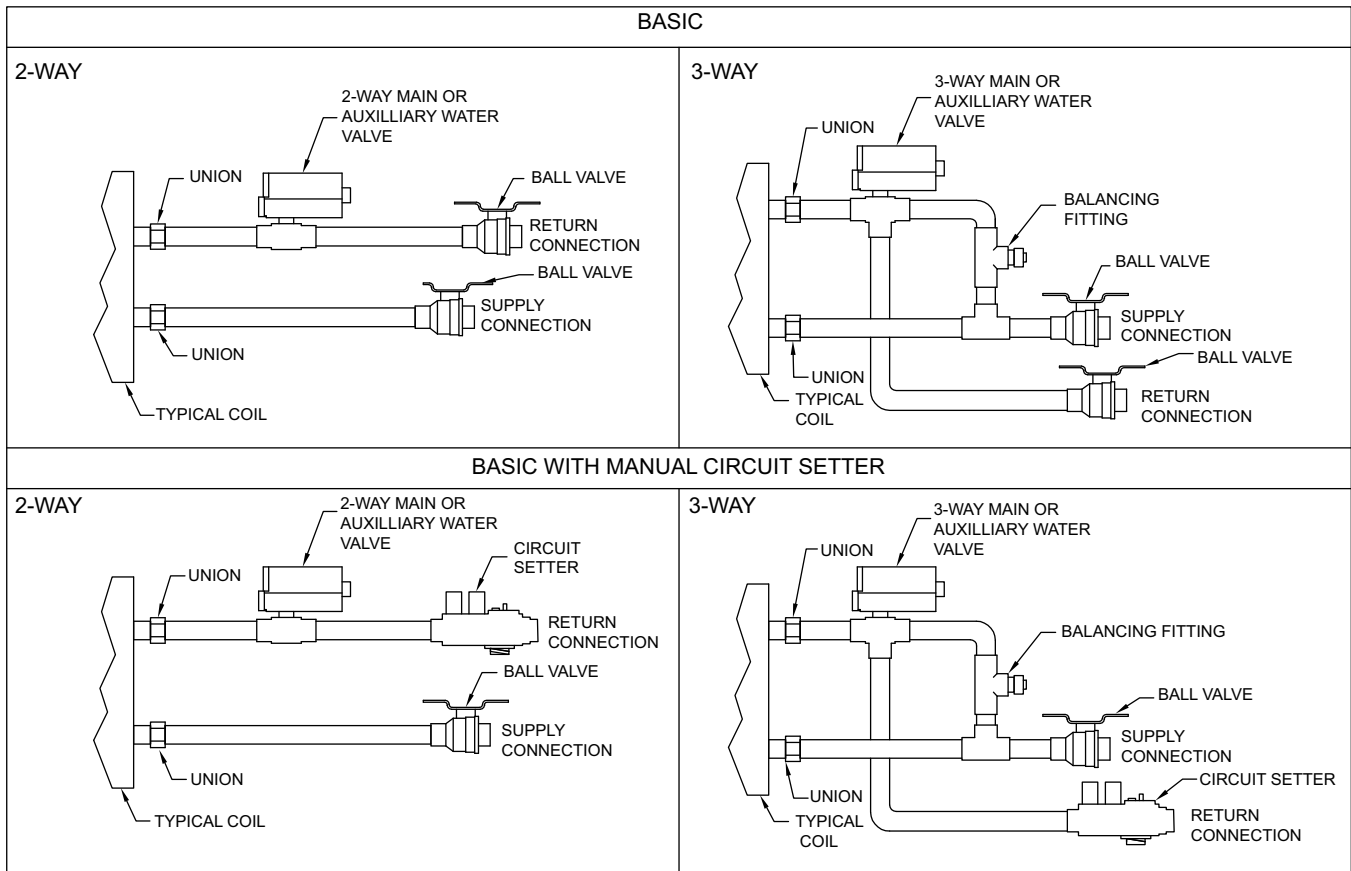 BASIC
2-WAY
2-WAY MAIN OR
AUXILLIARY WATER
VALVE
UNION
BALL VALVE
RETURN
CONNECTION
BALL VALVE
SUPPLY
CONNECTION
UNION
TYPICAL COIL
3-WAY
3-WAY MAIN OR
AUXILLIARY WATER
VALVE
UNION
BALANCING
FITTING
BALL VALVE
SUPPLY
CONNECTION
BALL VALVE
UNION
TYPICAL
COIL
RETURN
CONNECTION
BASIC WITH MANUAL CIRCUIT SETTER
2-WAY
2-WAY MAIN OR
AUXILLIARY WATER
VALVE
CIRCUIT
SETTER
UNION
RETURN
CONNECTION
BALL VALVE
SUPPLY
CONNECTION
UNION
TYPICAL COIL
3-WAY
3-WAY MAIN OR
AUXILLIARY WATER
VALVE
UNION
BALANCING FITTING
BALL VALVE
SUPPLY
CONNECTION
CIRCUIT SETTER
UNION
TYPICAL
COIL
RETURN
CONNECTION